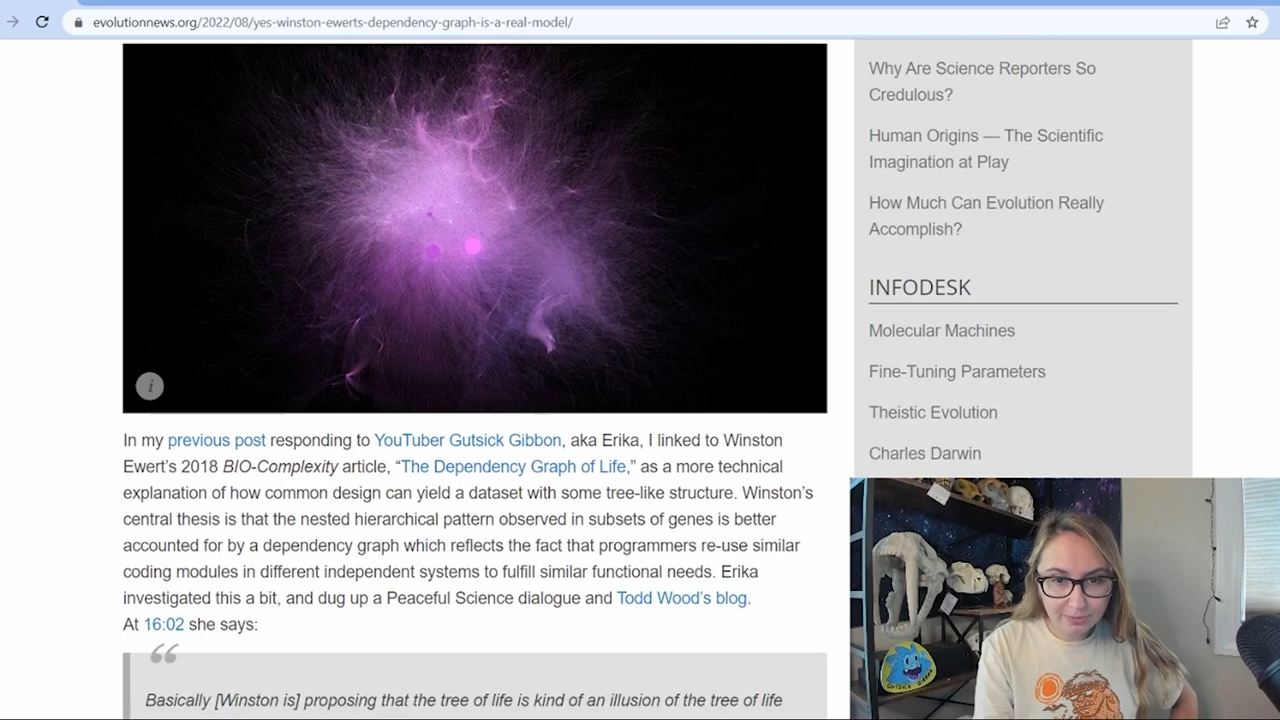 evolutionnews.org/2022/08/yes-winston-ewerts-dependency-graph-is-a-real-model/
Why Are Science Reporters So
Credulous?
Human Origins — The Scientific
Imagination at Play
How Much Can Evolution Really
Accomplish?
INFODESK
Molecular Machines
Fine-Tuning Parameters
Theistic Evolution
Charles Darwin
i
In my previous post responding to YouTuber Gutsick Gibbon, aka Erika, I linked to Winston
Ewert’s 2018 BIO-Complexity article, “The Dependency Graph of Life,” as a more technical
explanation of how common design can yield a dataset with some tree-like structure. Winston’s
central thesis is that the nested hierarchical pattern observed in subsets of genes is better
accounted for by a dependency graph which reflects the fact that programmers re-use similar
coding modules in different independent systems to fulfill similar functional needs. Erika
investigated this a bit, and dug up a Peaceful Science dialogue and Todd Wood’s blog.
At 16:02 she says:
“
Basically [Winston is] proposing that the tree of life is kind of an illusion of the tree of life
GUTSICK GIBBON